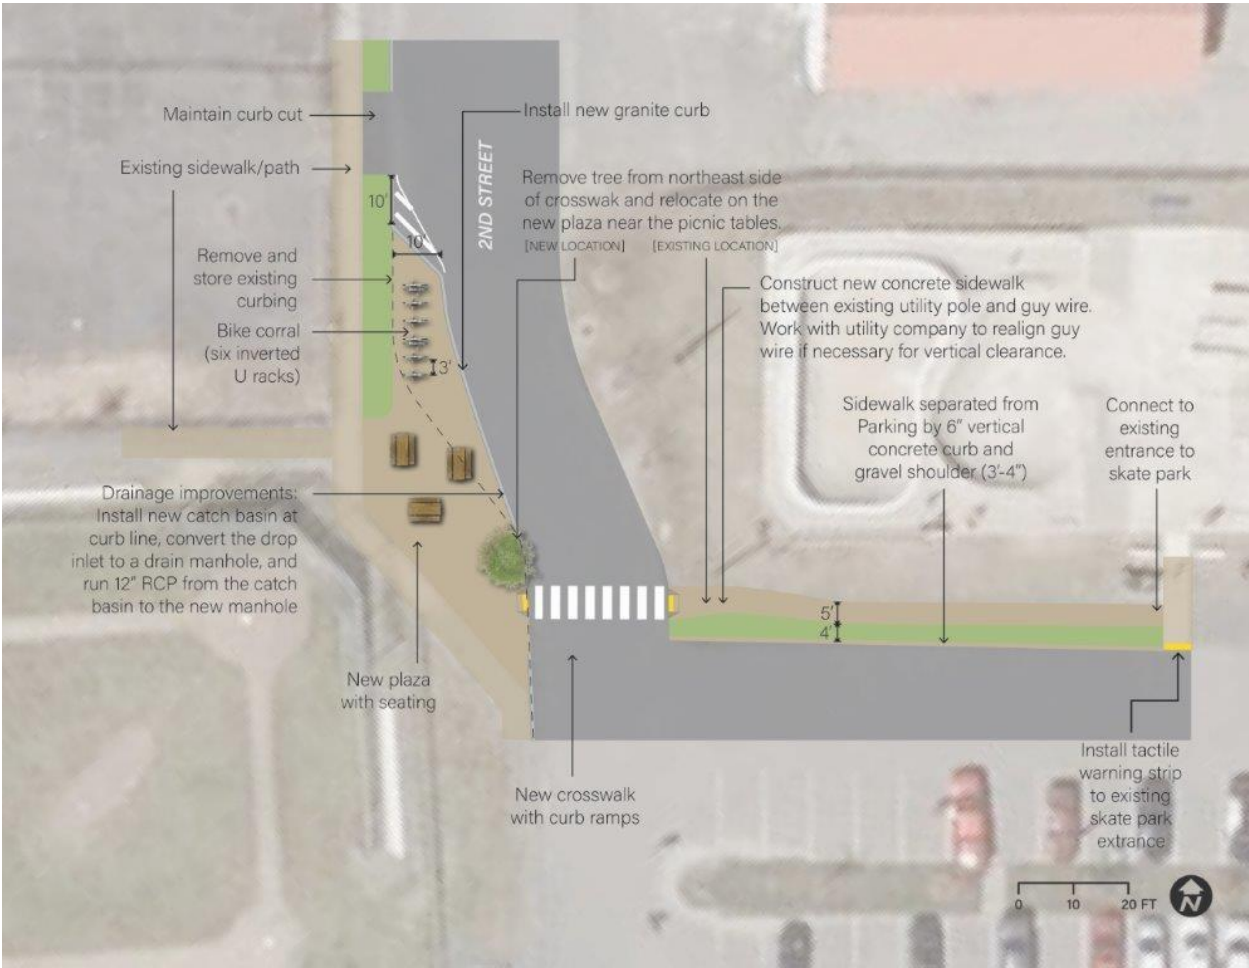 Maintain curb cut
Install new granite curb
Existing sidewalk/path
2ND STREET
Remove tree from northeast side
of crosswak and relocate on the
new plaza near the picnic tables.
[NEW LOCATION] [EXISTING LOCATION]
10'
10'
Remove and
store existing
curbing
Construct new concrete sidewalk
between existing utility pole and guy wire.
Work with utility company to realign guy
wire if necessary for vertical clearance.
Bike corral
(six inverted
U racks)
3'
Sidewalk separated from
Parking by 6" vertical
concrete curb and
gravel shoulder (3'-4")
Connect to
existing
entrance to
skate park
Drainage improvements:
Install new catch basin at
curb line, convert the drop
inlet to a drain manhole, and
run 12" RCP from the catch
basin to the new manhole
5'
4'
New plaza
with seating
New crosswalk
with curb ramps
Install tactile
warning strip
to existing
skate park
extrance
0 10 20 FT
N